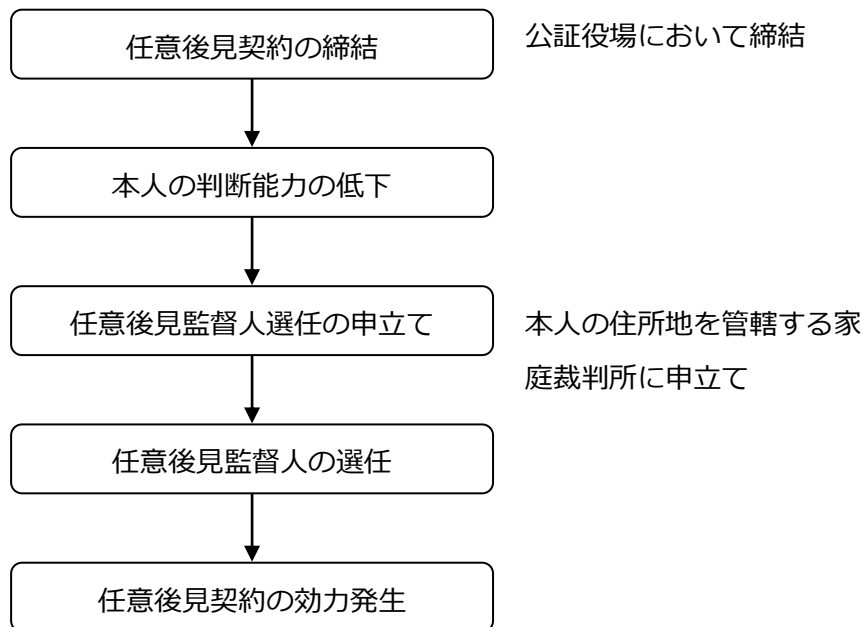 任意後見契約の締結
公証役場において締結
本人の判断能力の低下
任意後見監督人選任の申立て
本人の住所地を管轄する家
庭裁判所に申立て
任意後見監督人の選任
任意後見契約の効力発生